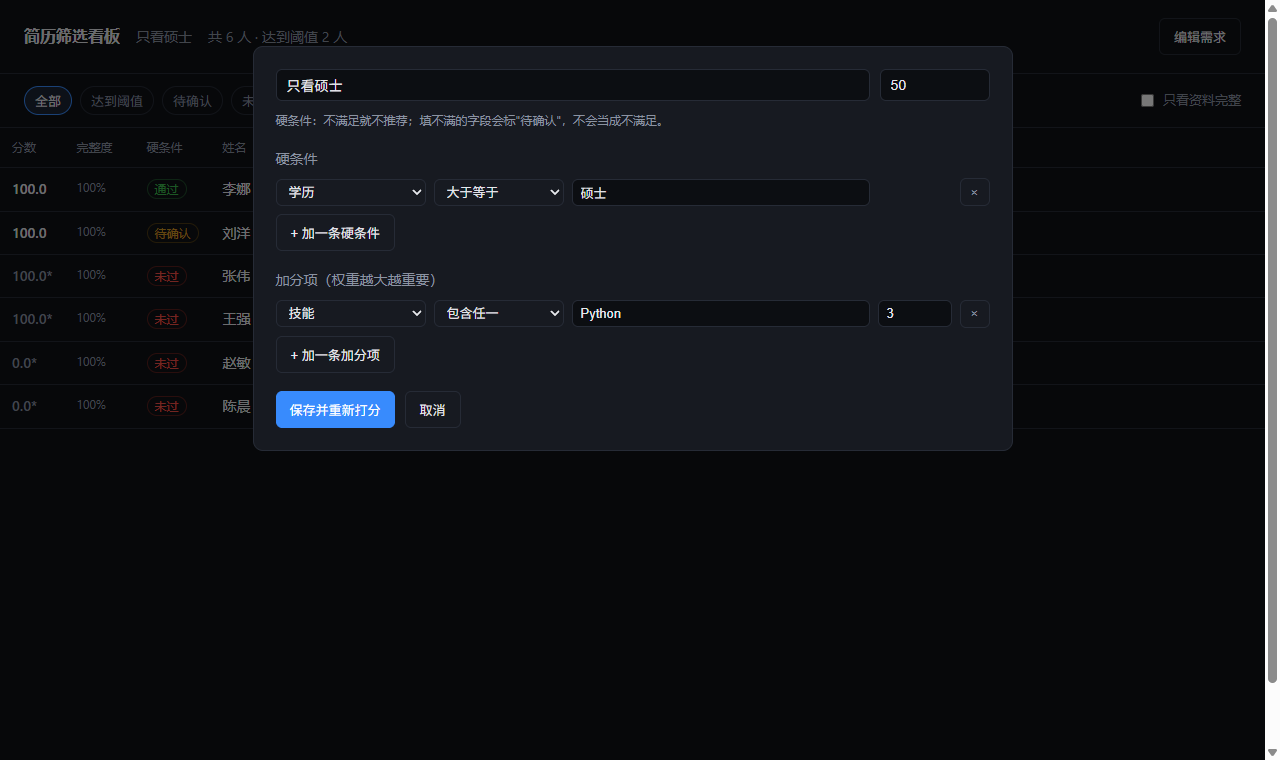 简历筛选看板 只看硕士 共 6 人 · 达到阈值 2 人 编辑需求
只看硕士 50
硬条件：不满足就不推荐；填不满的字段会标"待确认"，不会当成不满足。
全部 达到阈值 待确认 未 只看资料完整
分数 完整度 硬条件 姓名
硬条件
100.0 100% 通过 李娜
学历 大于等于 硕士 ×
100.0 100% 待确认 刘洋
+ 加一条硬条件
100.0* 100% 未过 张伟
加分项（权重越大越重要）
100.0* 100% 未过 王强
技能 包含任一 Python 3 ×
0.0* 100% 未过 赵敏
+ 加一条加分项
0.0* 100% 未过 陈晨
保存并重新打分 取消